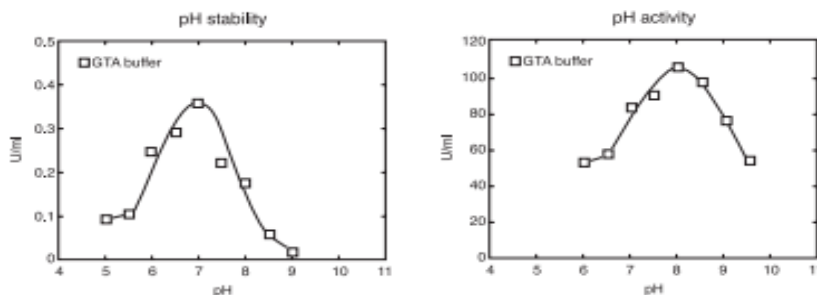 pH stability
0.5
0.4
0.3
0.2
0.1
0
U/ml
GTA buffer
4 5 6 7 8 9 10 11
pH
pH activity
120
100
80
60
40
20
0
U/ml
GTA buffer
4 5 6 7 8 9 10 11
pH